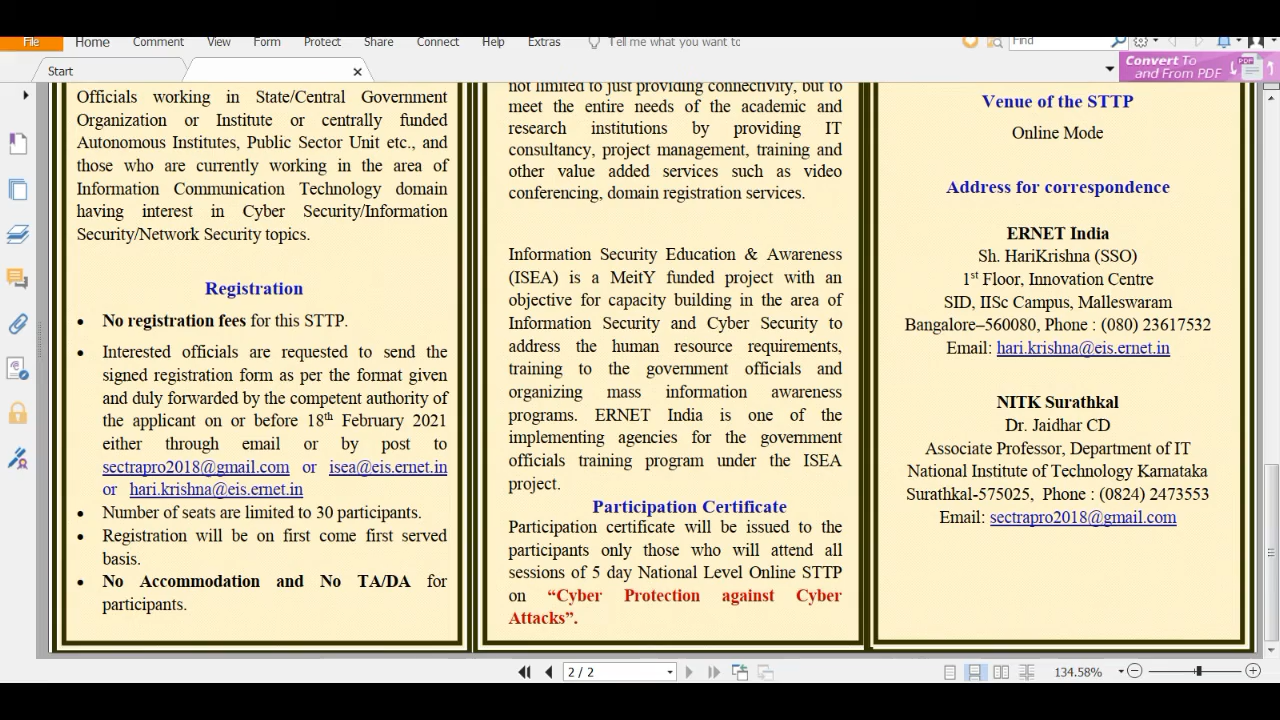 File Home Comment View Form Protect Share Connect Help Extras Tell me what you want to Find
Start
Convert To
and From PDF
PDF
Officials working in State/Central Government
Organization or Institute or centrally funded
Autonomous Institutes, Public Sector Unit etc., and
those who are currently working in the area of
Information Communication Technology domain
having interest in Cyber Security/Information
Security/Network Security topics.
Registration
• No registration fees for this STTP.
• Interested officials are requested to send the
signed registration form as per the format given
and duly forwarded by the competent authority of
the applicant on or before 18th February 2021
either through email or by post to
sectrapro2018@gmail.com or isea@eis.ernet.in
or hari.krishna@eis.ernet.in
• Number of seats are limited to 30 participants.
• Registration will be on first come first served
basis.
• No Accommodation and No TA/DA for
participants.
not limited to just providing connectivity, but to
meet the entire needs of the academic and
research institutions by providing IT
consultancy, project management, training and
other value added services such as video
conferencing, domain registration services.
Information Security Education & Awareness
(ISEA) is a MeitY funded project with an
objective for capacity building in the area of
Information Security and Cyber Security to
address the human resource requirements,
training to the government officials and
organizing mass information awareness
programs. ERNET India is one of the
implementing agencies for the government
officials training program under the ISEA
project.
Participation Certificate
Participation certificate will be issued to the
participants only those who will attend all
sessions of 5 day National Level Online STTP
on “Cyber Protection against Cyber
Attacks”.
Venue of the STTP
Online Mode
Address for correspondence
ERNET India
Sh. HariKrishna (SSO)
1st Floor, Innovation Centre
SID, IISc Campus, Malleswaram
Bangalore–560080, Phone : (080) 23617532
Email: hari.krishna@eis.ernet.in
NITK Surathkal
Dr. Jaidhar CD
Associate Professor, Department of IT
National Institute of Technology Karnataka
Surathkal-575025, Phone : (0824) 2473553
Email: sectrapro2018@gmail.com
2 / 2
134.58%